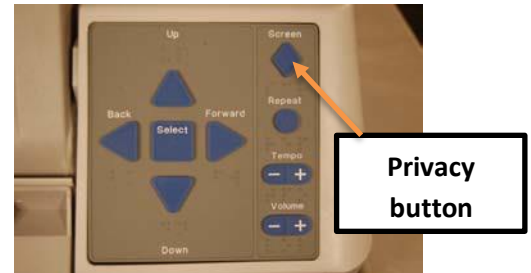 Up
Screen
Back
Forward
Select
Repeat
Tempo
− +
Volume
− +
Down
Privacy
button